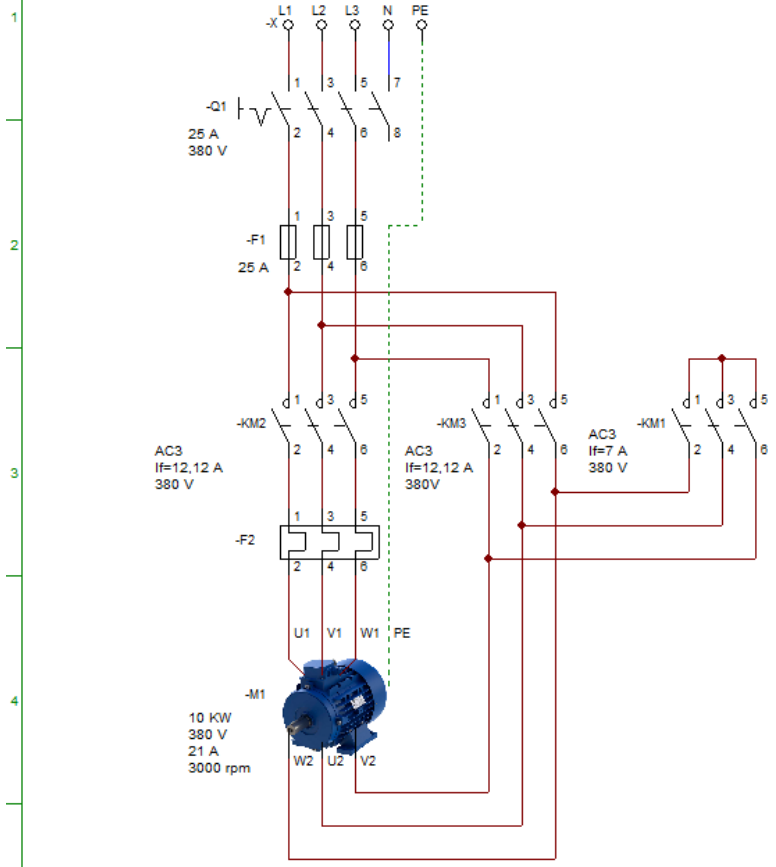 1
L1 L2 L3 N PE
-X
1 3 5 7
-Q1
2 4 6 8
25 A
380 V
2
1 3 5
-F1
25 A
2 4 6
1 3 5
-KM2
2 4 6
AC3
If=12,12 A
380 V
1 3 5
-KM3
2 4 6
AC3
If=12,12 A
380V
1 3 5
-KM1
2 4 6
AC3
If=7 A
380 V
3
1 3 5
-F2
2 4 6
U1 V1 W1 PE
4
-M1
10 KW
380 V
21 A
3000 rpm
W2 U2 V2